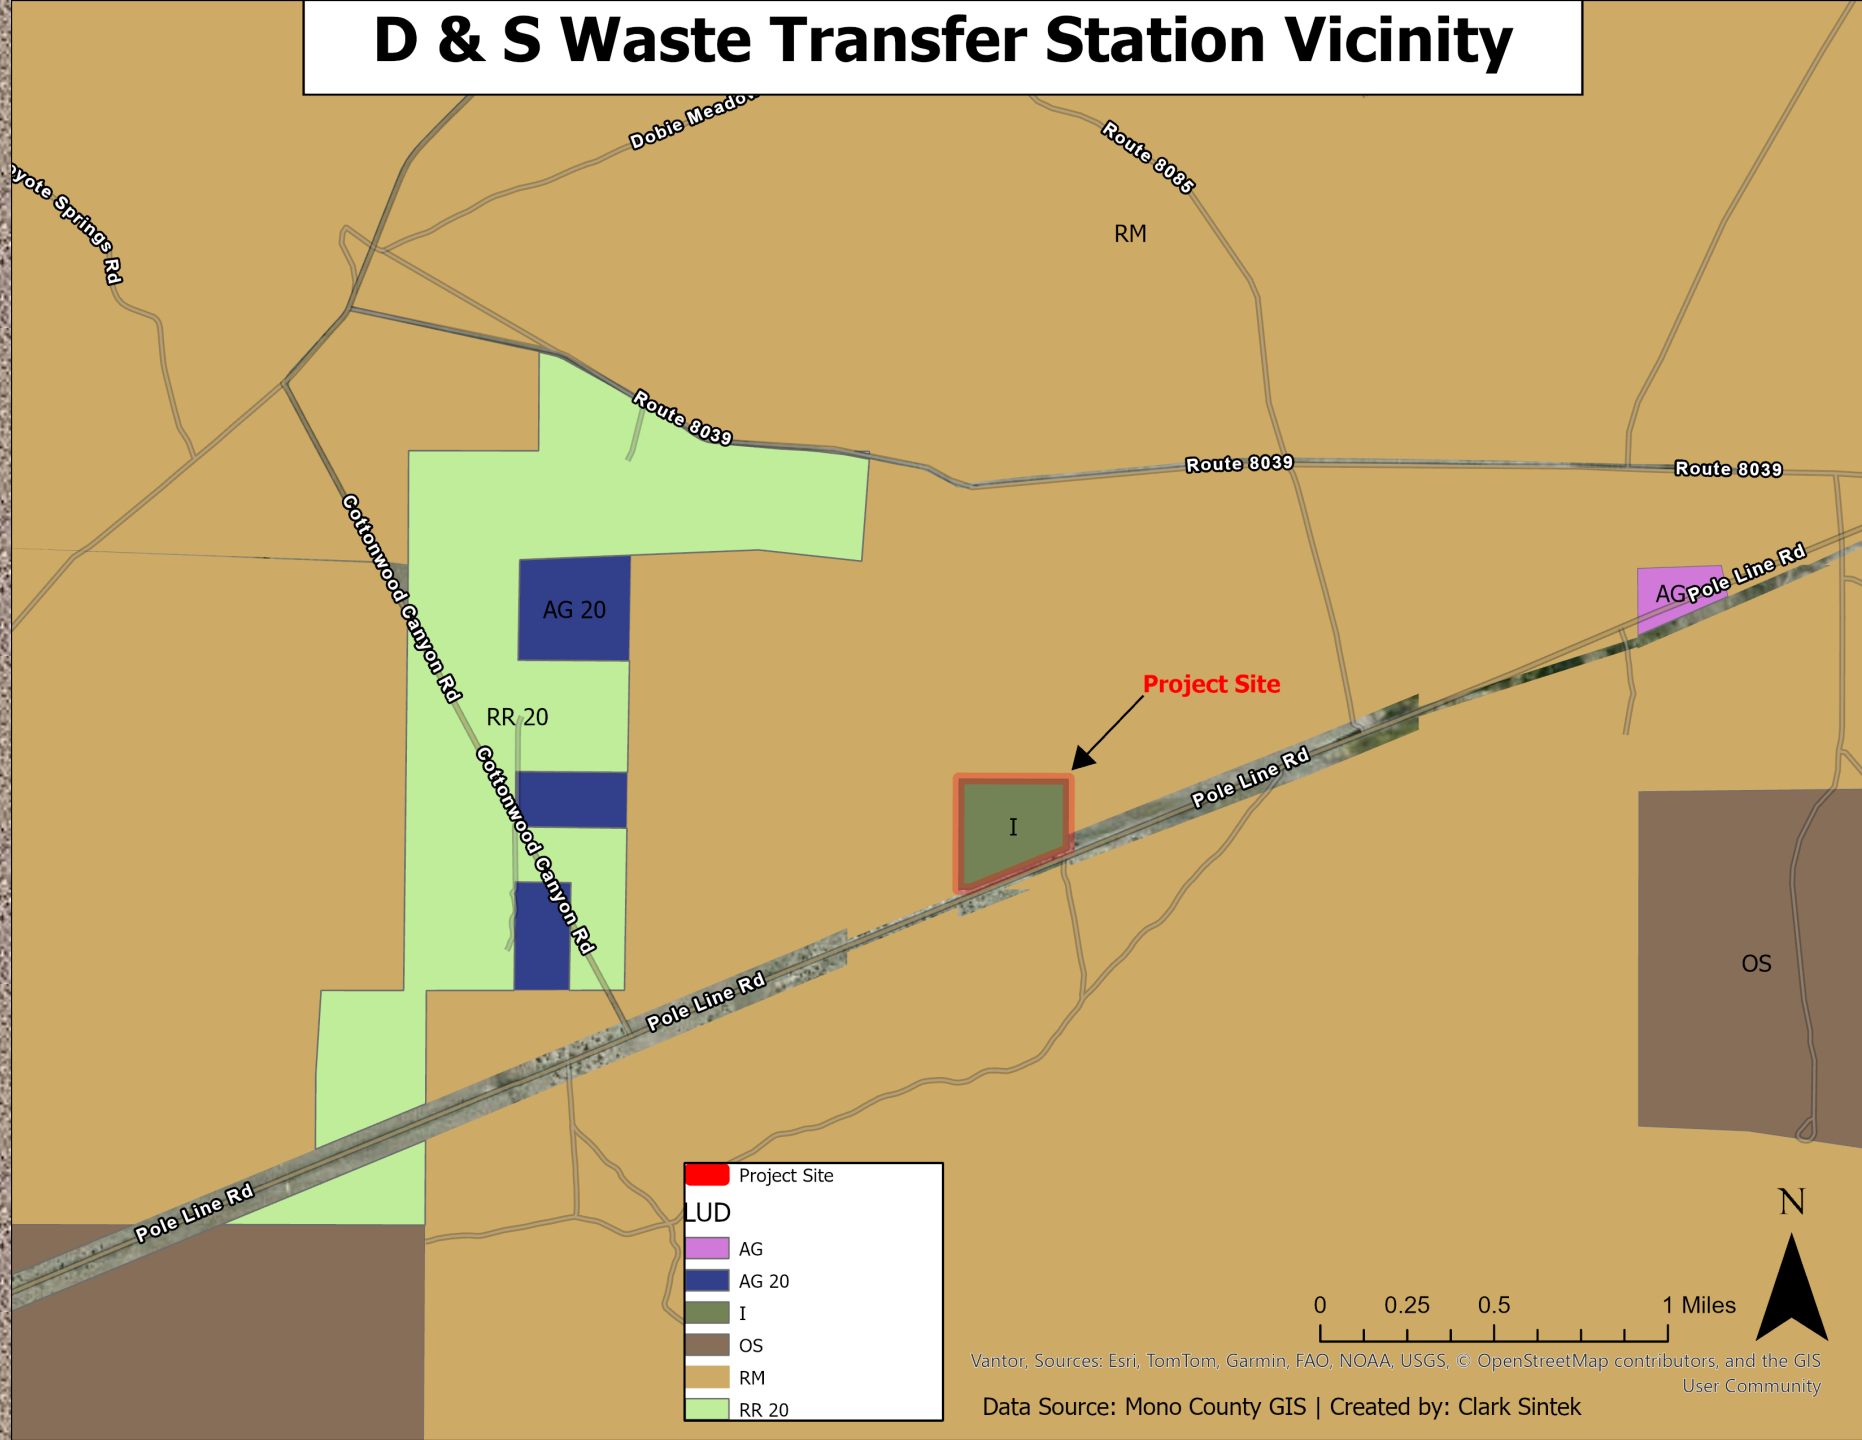 D & S Waste Transfer Station Vicinity
Dobie Meadow
Route 8085
oyote Springs Rd
RM
Route 8039
Route 8039
Route 8039
Cottonwood Canyon Rd
Pole Line Rd
AG
AG 20
Project Site
RR 20
Cottonwood Canyon Rd
Pole Line Rd
I
OS
Pole Line Rd
Pole Line Rd
Project Site
LUD
AG
AG 20
I
OS
RM
RR 20
N
0 0.25 0.5 1 Miles
Vantor, Sources: Esri, TomTom, Garmin, FAO, NOAA, USGS, © OpenStreetMap contributors, and the GIS
User Community
Data Source: Mono County GIS | Created by: Clark Sintek